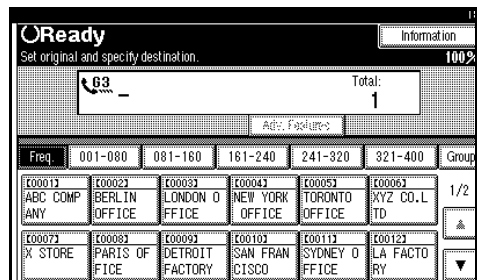 Ready
Information
Set original and specify destination.
100%
G3 _
Total:
1
Adv. Features
Freq. 001-080 081-160 161-240 241-320 321-400 Group
[00001] [00002] [00003] [00004] [00005] [00006]
ABC COMP BERLIN LONDON O NEW YORK TORONTO XYZ CO.L
ANY OFFICE FFICE OFFICE OFFICE TD
1/2
[00007] [00008] [00009] [00010] [00011] [00012]
X STORE PARIS OF DETROIT SAN FRAN SYDNEY O LA FACTO
FICE FACTORY CISCO FFICE RY